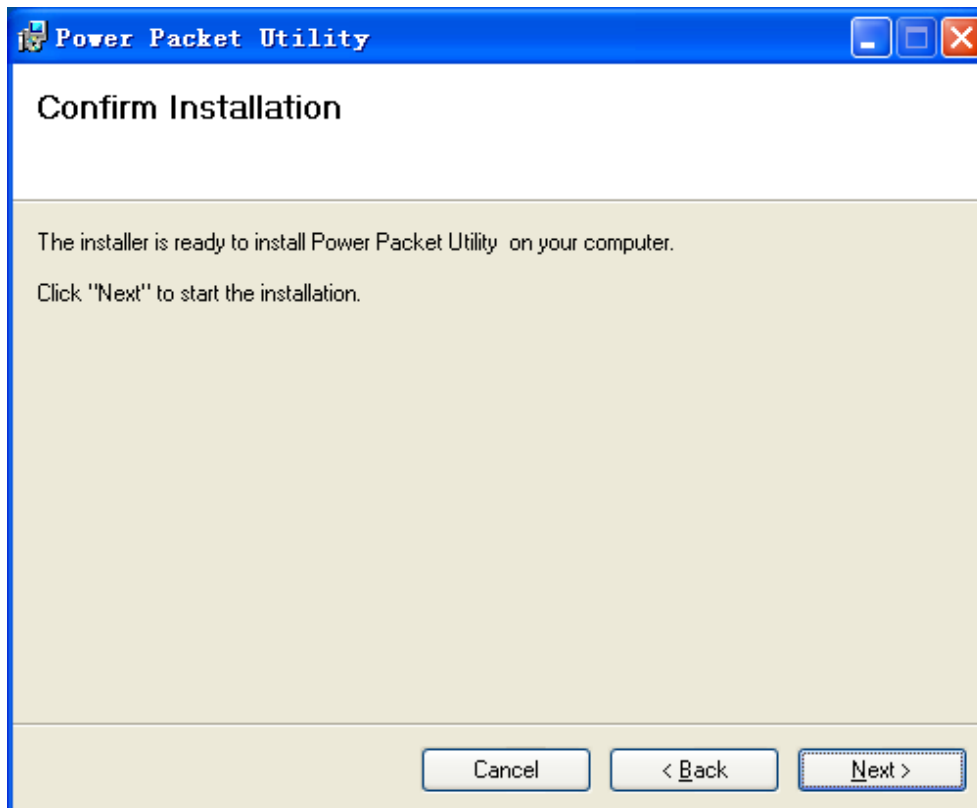 Power Packet Utility
Confirm Installation
The installer is ready to install Power Packet Utility  on your computer.
Click "Next" to start the installation.
Cancel
< Back
Next >